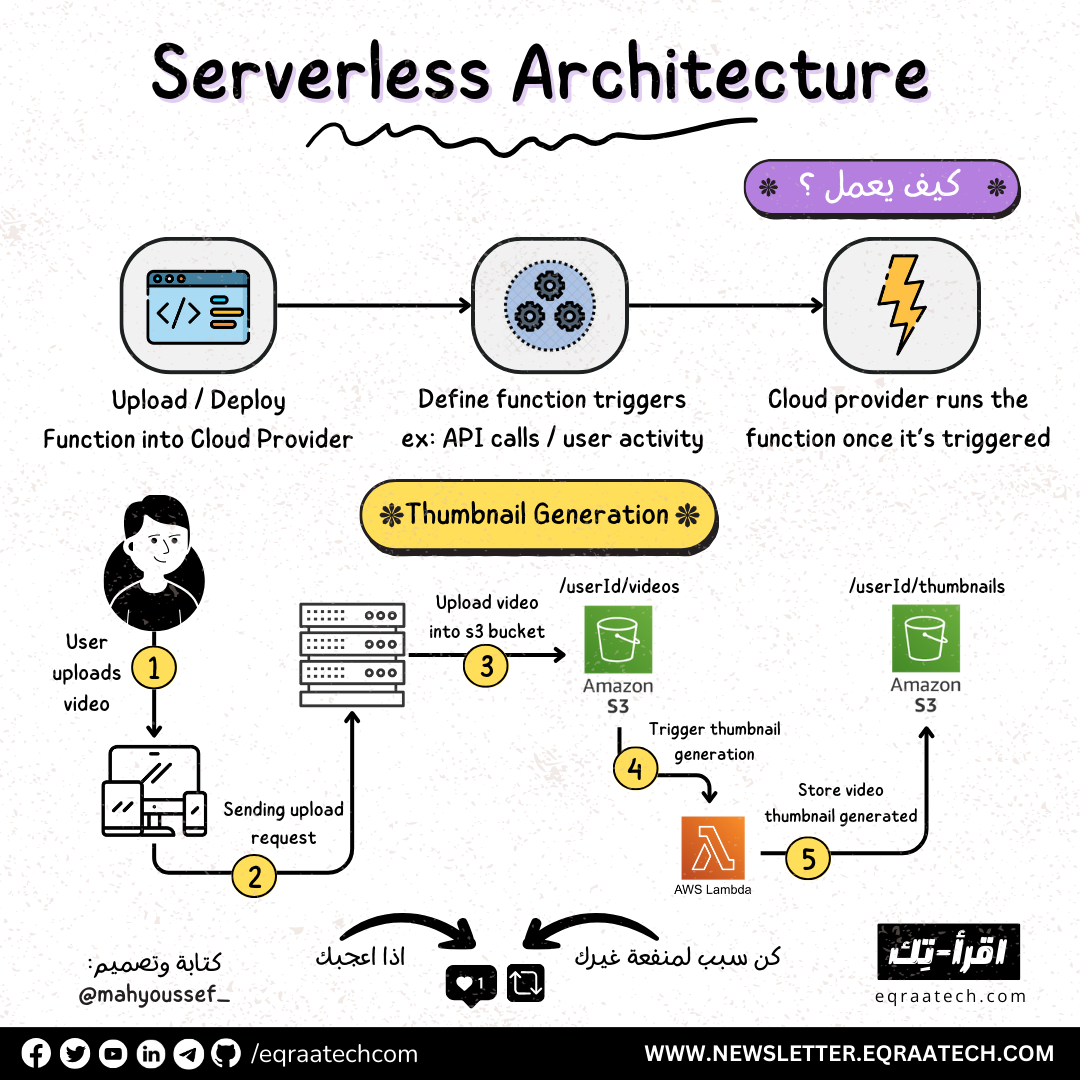 Serverless Architecture
كيف يعمل ؟
</>
Upload / Deploy
Function into Cloud Provider
Define function triggers
ex: API calls / user activity
Cloud provider runs the
function once it's triggered
Thumbnail Generation
User
uploads
video
1
Sending upload
request
2
Upload video
into s3 bucket
3
/userId/videos
Amazon
S3
Trigger thumbnail
generation
4
AWS Lambda
Store video
thumbnail generated
5
/userId/thumbnails
Amazon
S3
كتابة وتصميم:
@mahyoussef_
اذا اعجبك
1
كن سبب لمنفعة غيرك
اقرأ-تِك
eqraatech.com
/eqraatechcom
WWW.NEWSLETTER.EQRAATECH.COM